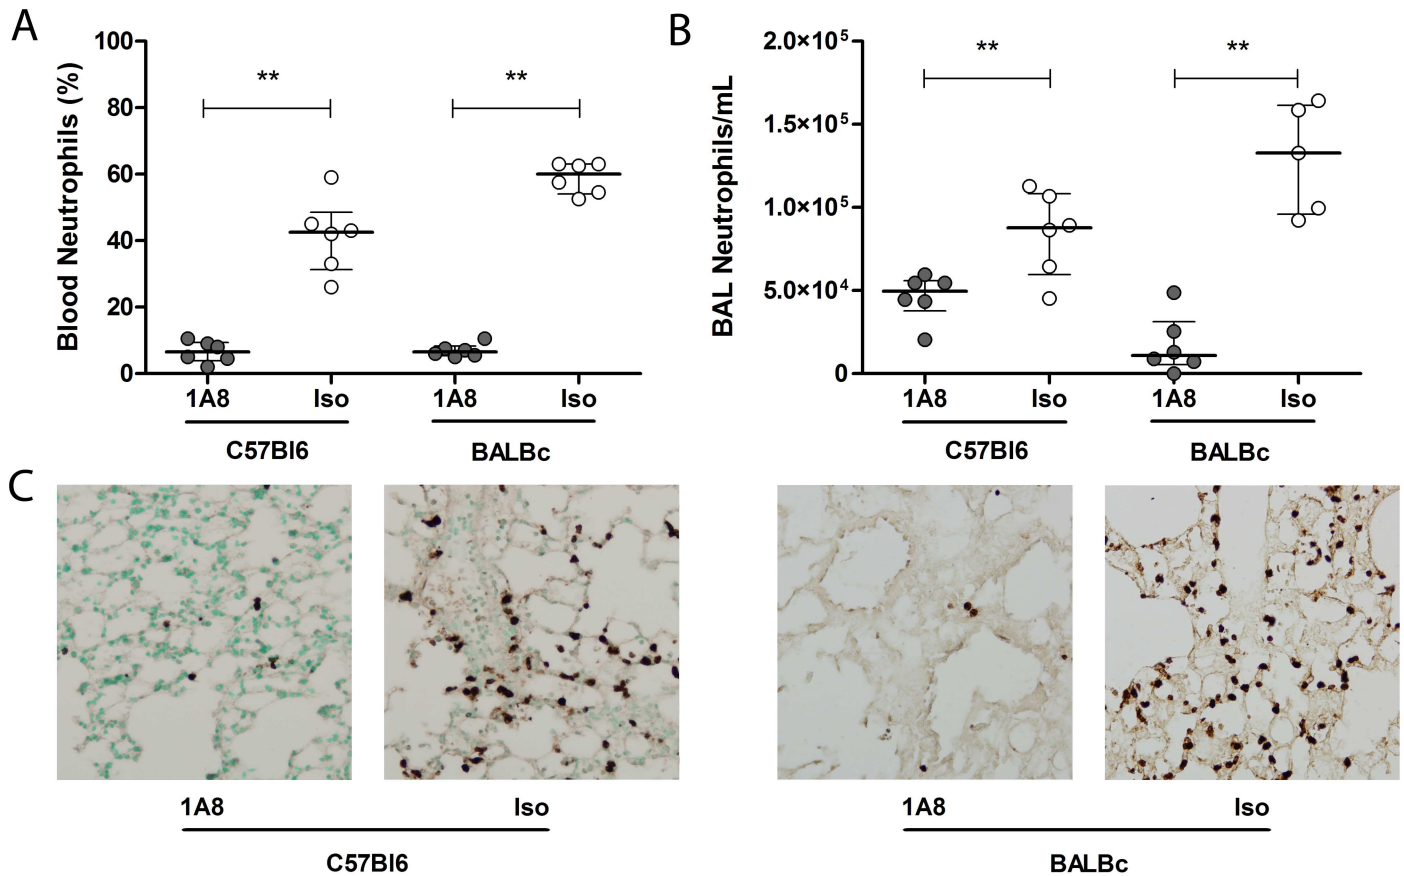 A
Blood Neutrophils (%)
100
80
60
40
20
0
**
**
1A8
Iso
1A8
Iso
C57Bl6
BALBc
B
BAL Neutrophils/mL
2.0×10⁵
1.5×10⁵
1.0×10⁵
5.0×10⁴
0
**
**
1A8
Iso
1A8
Iso
C57Bl6
BALBc
C
1A8
Iso
1A8
Iso
C57Bl6
BALBc